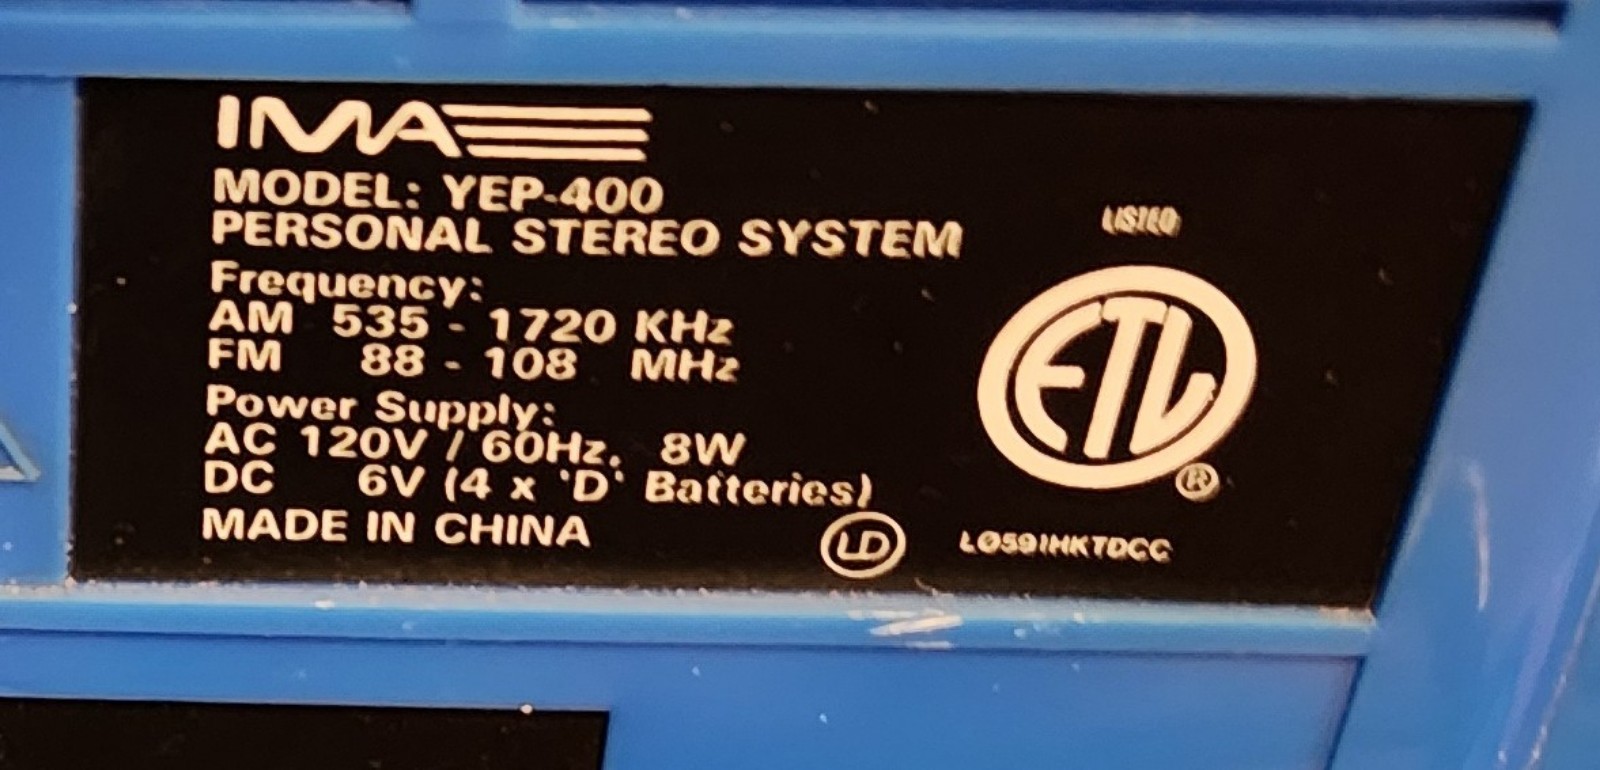 IMA
MODEL: YEP-400
PERSONAL STEREO SYSTEM
Frequency:
AM 535 - 1720 KHz
FM 88 - 108 MHz
Power Supply:
AC 120V / 60Hz, 8W
DC 6V (4 x 'D' Batteries)
MADE IN CHINA
LD
LISTED
ETL
®
LO591HKTDCC